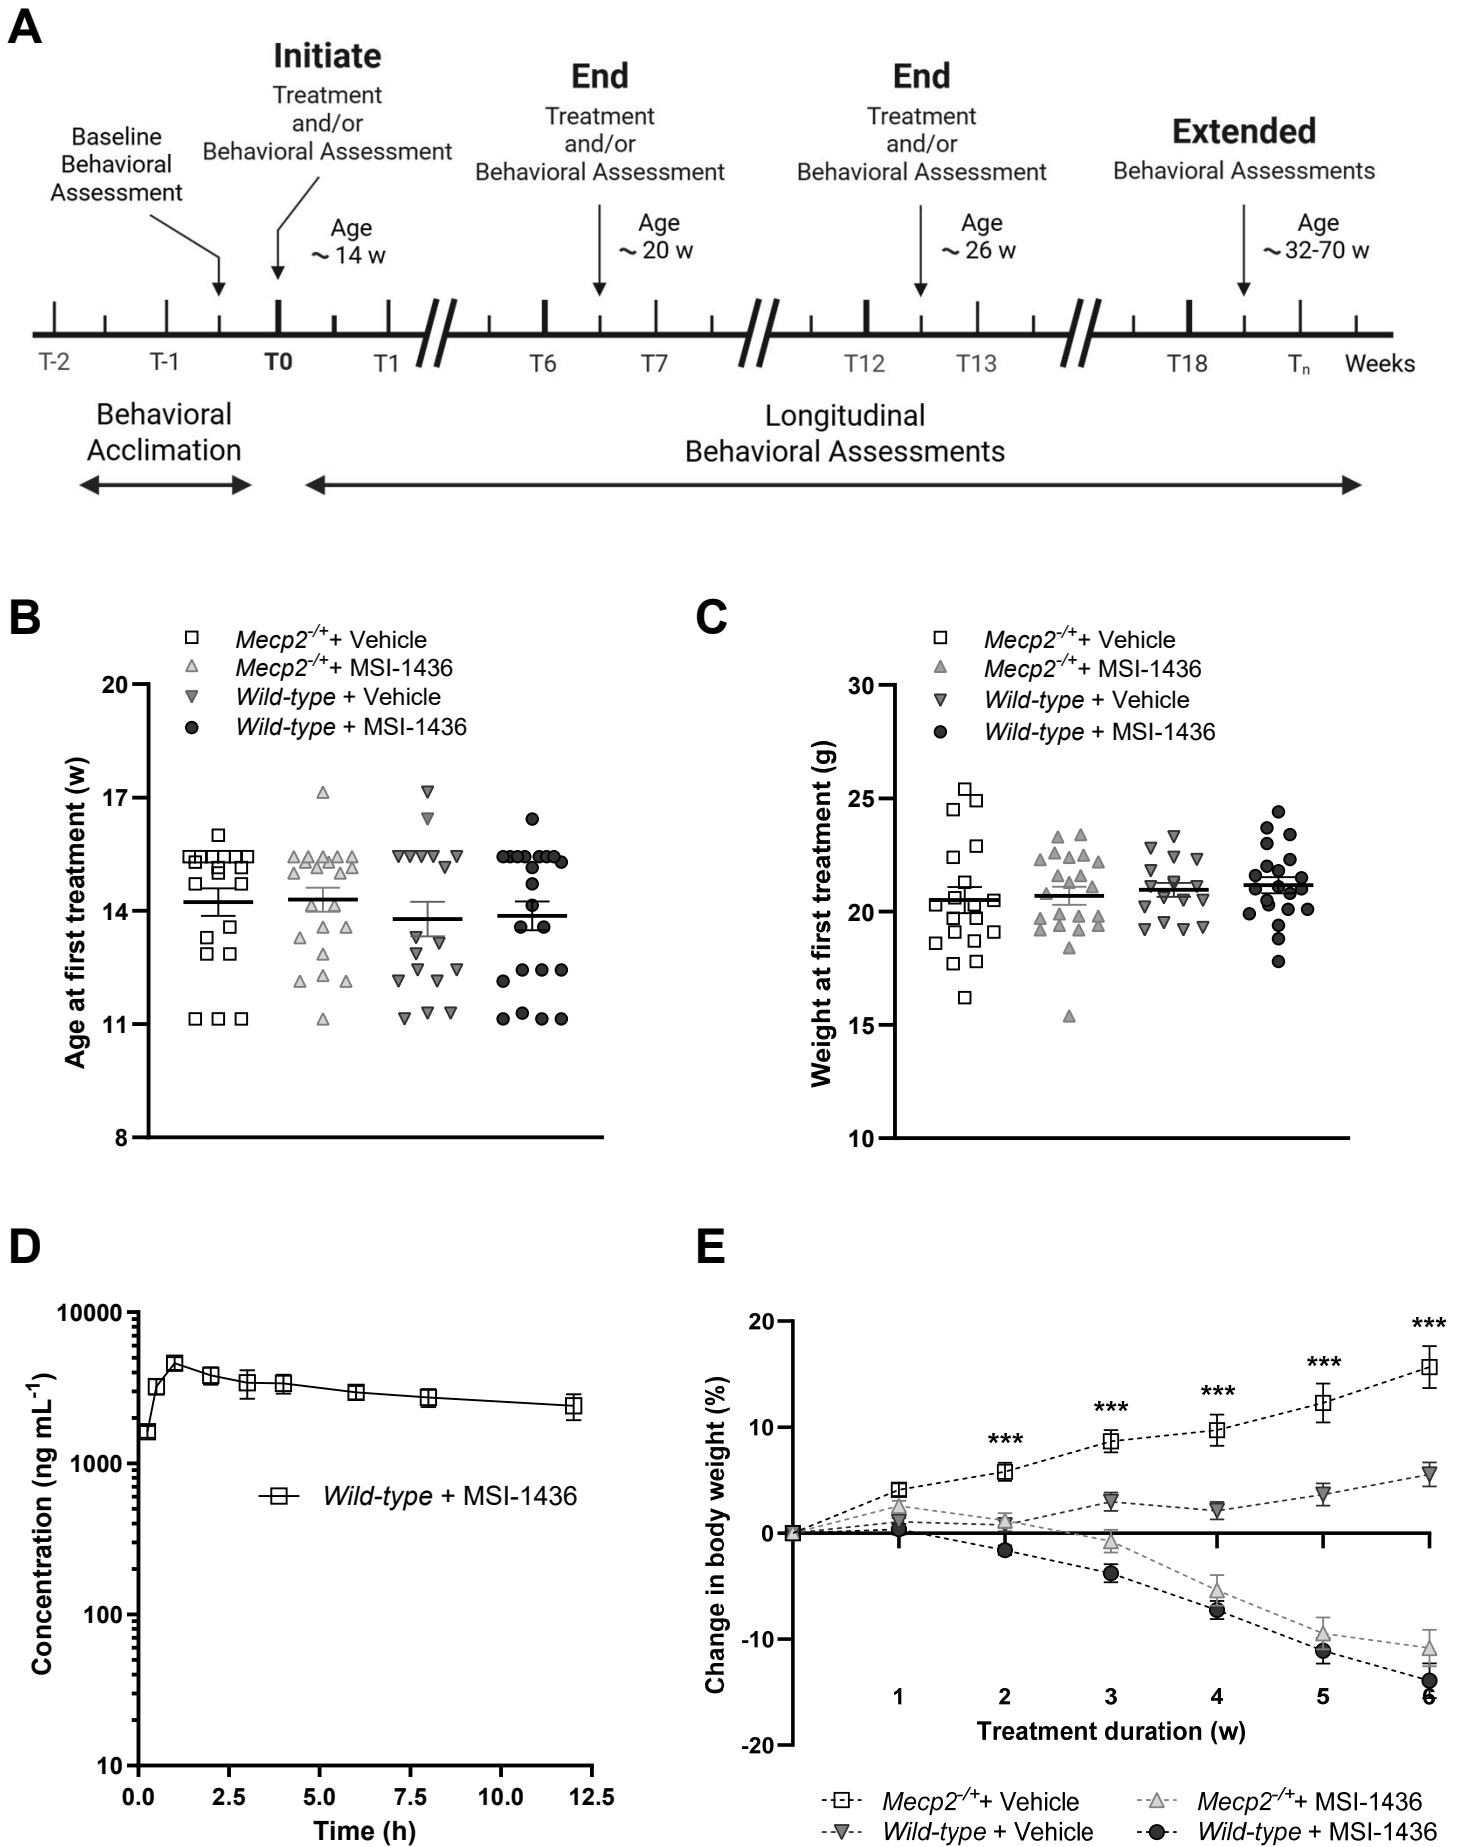 A
Initiate
Treatment
and/or
Behavioral Assessment
Baseline
Behavioral
Assessment
End
Treatment
and/or
Behavioral Assessment
End
Treatment
and/or
Behavioral Assessment
Extended
Behavioral Assessments
Age
~ 14 w
Age
~ 20 w
Age
~ 26 w
Age
~ 32-70 w
T-2 T-1 T0 T1 T6 T7 T12 T13 T18 Tn Weeks
Behavioral
Acclimation
Longitudinal
Behavioral Assessments
B
Mecp2-/+ + Vehicle
Mecp2-/+ + MSI-1436
Wild-type + Vehicle
Wild-type + MSI-1436
20
17
14
11
8
Age at first treatment (w)
C
Mecp2-/+ + Vehicle
Mecp2-/+ + MSI-1436
Wild-type + Vehicle
Wild-type + MSI-1436
30
25
20
15
10
Weight at first treatment (g)
D
10000
1000
100
10
Concentration (ng mL-1)
Wild-type + MSI-1436
0.0 2.5 5.0 7.5 10.0 12.5
Time (h)
E
20
10
0
-10
-20
Change in body weight (%)
*** *** *** *** ***
1 2 3 4 5 6
Treatment duration (w)
Mecp2-/+ + Vehicle
Mecp2-/+ + MSI-1436
Wild-type + Vehicle
Wild-type + MSI-1436